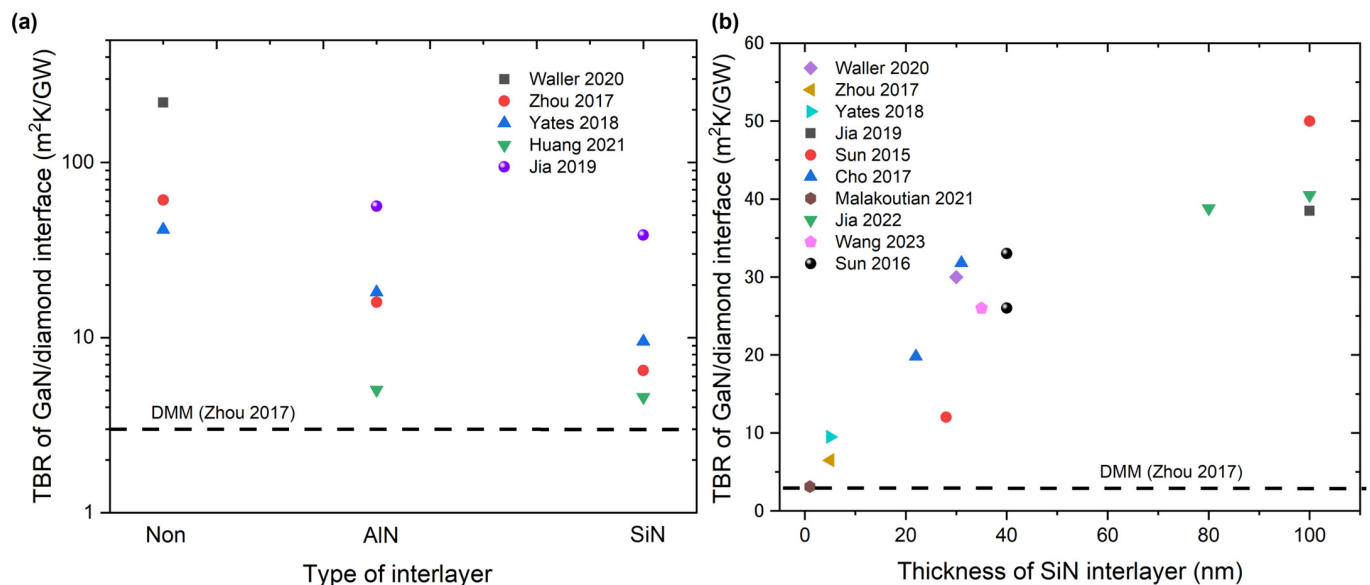 (a)
TBR of GaN/diamond interface (m²K/GW)
100
10
1
Waller 2020
Zhou 2017
Yates 2018
Huang 2021
Jia 2019
DMM (Zhou 2017)
Non
AlN
SiN
Type of interlayer
(b)
TBR of GaN/diamond interface (m²K/GW)
60
50
40
30
20
10
0
Waller 2020
Zhou 2017
Yates 2018
Jia 2019
Sun 2015
Cho 2017
Malakoutian 2021
Jia 2022
Wang 2023
Sun 2016
DMM (Zhou 2017)
0
20
40
60
80
100
Thickness of SiN interlayer (nm)